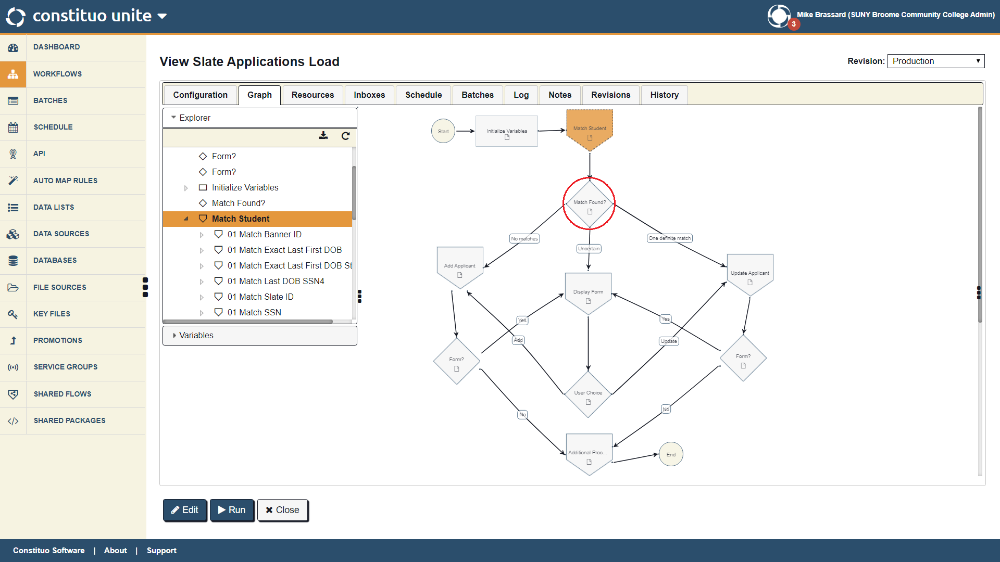 constituo unite
Mike Brassard (SUNY Broome Community College Admin)
3
DASHBOARD
WORKFLOWS
BATCHES
SCHEDULE
API
AUTO MAP RULES
DATA LISTS
DATA SOURCES
DATABASES
FILE SOURCES
KEY FILES
PROMOTIONS
SERVICE GROUPS
SHARED FLOWS
SHARED PACKAGES
View Slate Applications Load
Revision: Production
Configuration Graph Resources Inboxes Schedule Batches Log Notes Revisions History
Explorer
Form?
Form?
Initialize Variables
Match Found?
Match Student
01 Match Banner ID
01 Match Exact Last First DOB
01 Match Exact Last First DOB St
01 Match Last DOB SSN4
01 Match Slate ID
01 Match SSN
Variables
Start
Initialize Variables
Match Student
Match Found?
No matches
Uncertain
One definite match
Add Applicant
Display Form
Update Applicant
Yes
Yes
Add
Update
Form?
Form?
User Choice
No
No
Additional Proc...
End
Edit
Run
Close
Constituo Software | About | Support